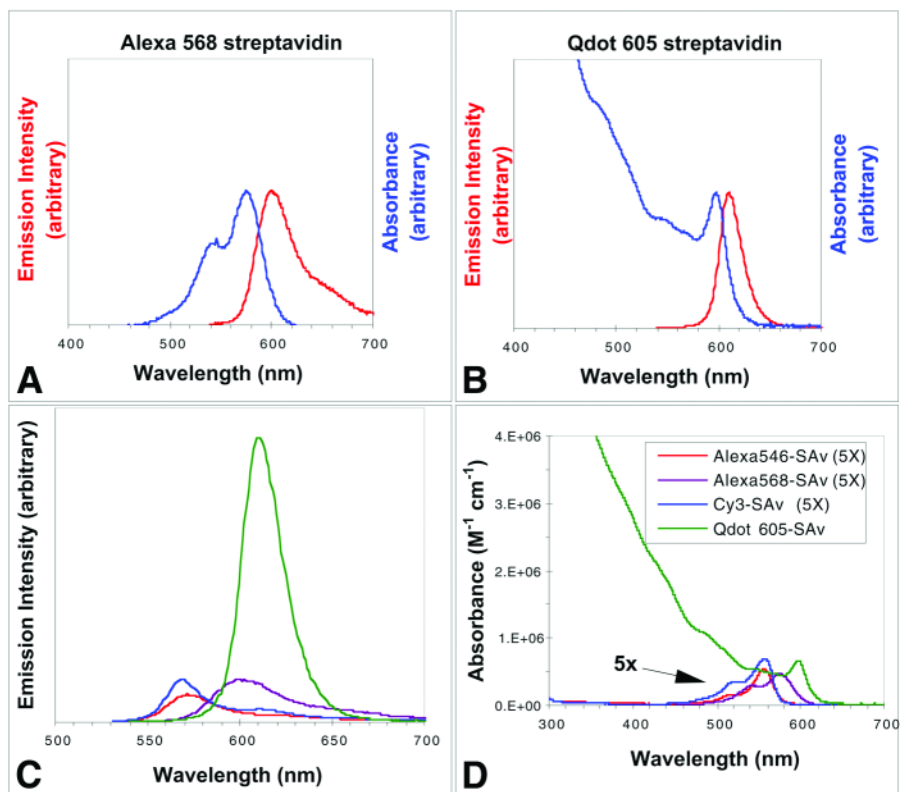 Alexa 568 streptavidin
Emission Intensity
(arbitrary)
Absorbance
(arbitrary)
400 500 600 700
Wavelength (nm)
A
Qdot 605 streptavidin
Emission Intensity
(arbitrary)
Absorbance
(arbitrary)
400 500 600 700
Wavelength (nm)
B
Emission Intensity (arbitrary)
500 550 600 650 700
Wavelength (nm)
C
Absorbance (M⁻¹ cm⁻¹)
4.E+06
3.E+06
2.E+06
1.E+06
0.E+00
Alexa546-SAv (5X)
Alexa568-SAv (5X)
Cy3-SAv (5X)
Qdot 605-SAv
5x
300 400 500 600 700
Wavelength (nm)
D